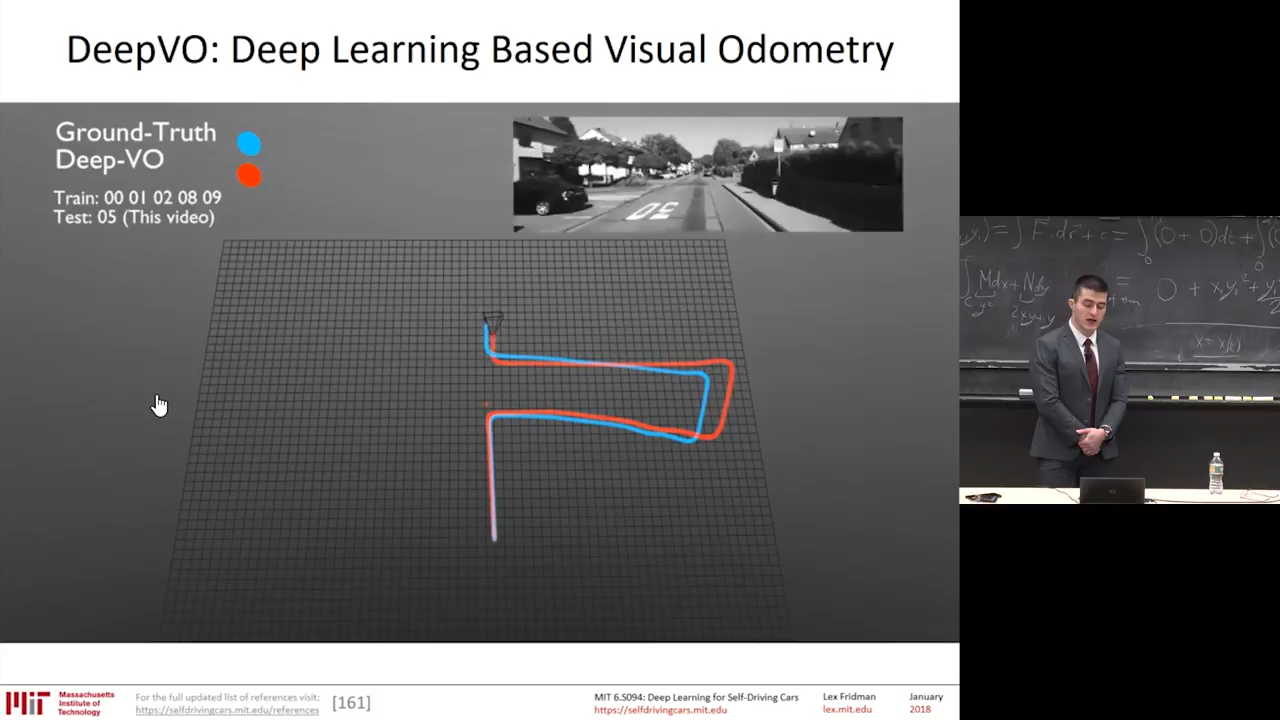 DeepVO: Deep Learning Based Visual Odometry
Ground-Truth
Deep-VO
Train: 00 01 02 08 09
Test: 05 (This video)
30
Massachusetts
Institute of
Technology
For the full updated list of references visit:
https://selfdrivingcars.mit.edu/references
[161]
MIT 6.S094: Deep Learning for Self-Driving Cars
https://selfdrivingcars.mit.edu
Lex Fridman
lex.mit.edu
January
2018